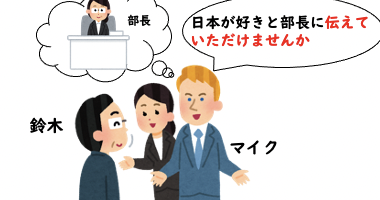 部長
日本が好きと部長に伝えて
いただけませんか
鈴木
マイク